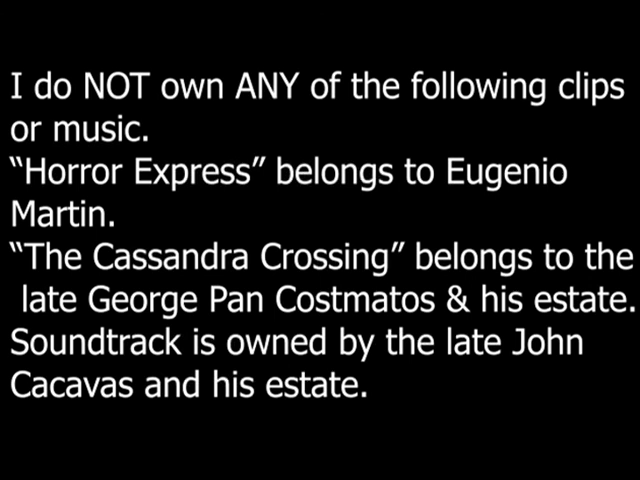 I do NOT own ANY of the following clips
or music.
“Horror Express” belongs to Eugenio
Martin.
“The Cassandra Crossing” belongs to the
late George Pan Costmatos & his estate.
Soundtrack is owned by the late John
Cacavas and his estate.